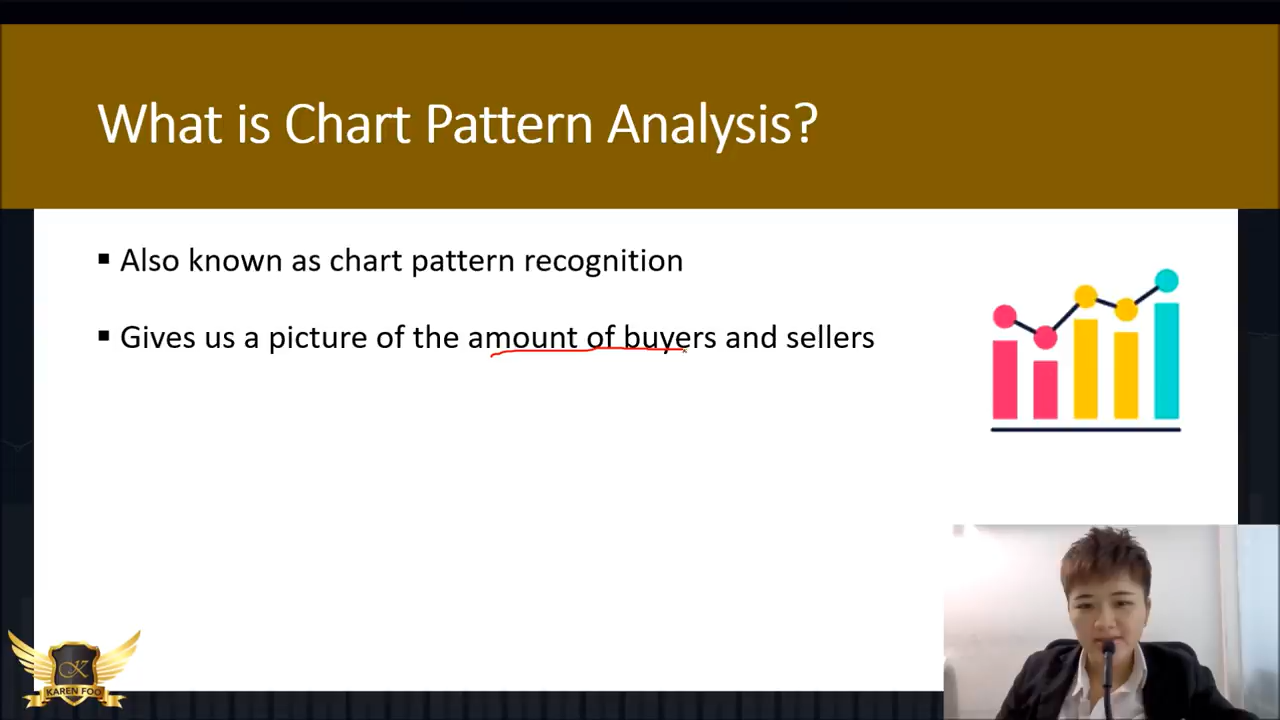 What is Chart Pattern Analysis?
▪ Also known as chart pattern recognition
▪ Gives us a picture of the amount of buyers and sellers
K
KAREN FOO